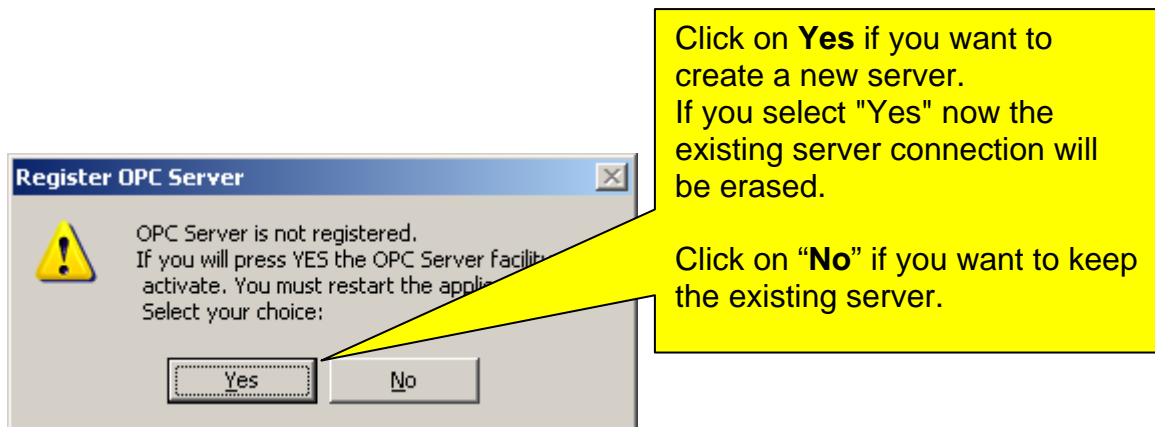 Click on Yes if you want to
create a new server.
If you select "Yes" now the
existing server connection will
be erased.
Click on “No” if you want to keep
the existing server.
Register OPC Server
OPC Server is not registered.
If you will press YES the OPC Server facility
activate. You must restart the
Select your choice:
Yes
No